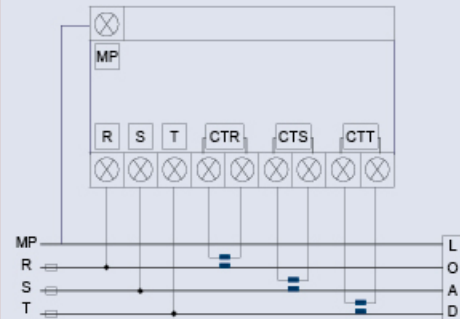 MP
R S T CTR CTS CTT
MP L
R O
S A
T D